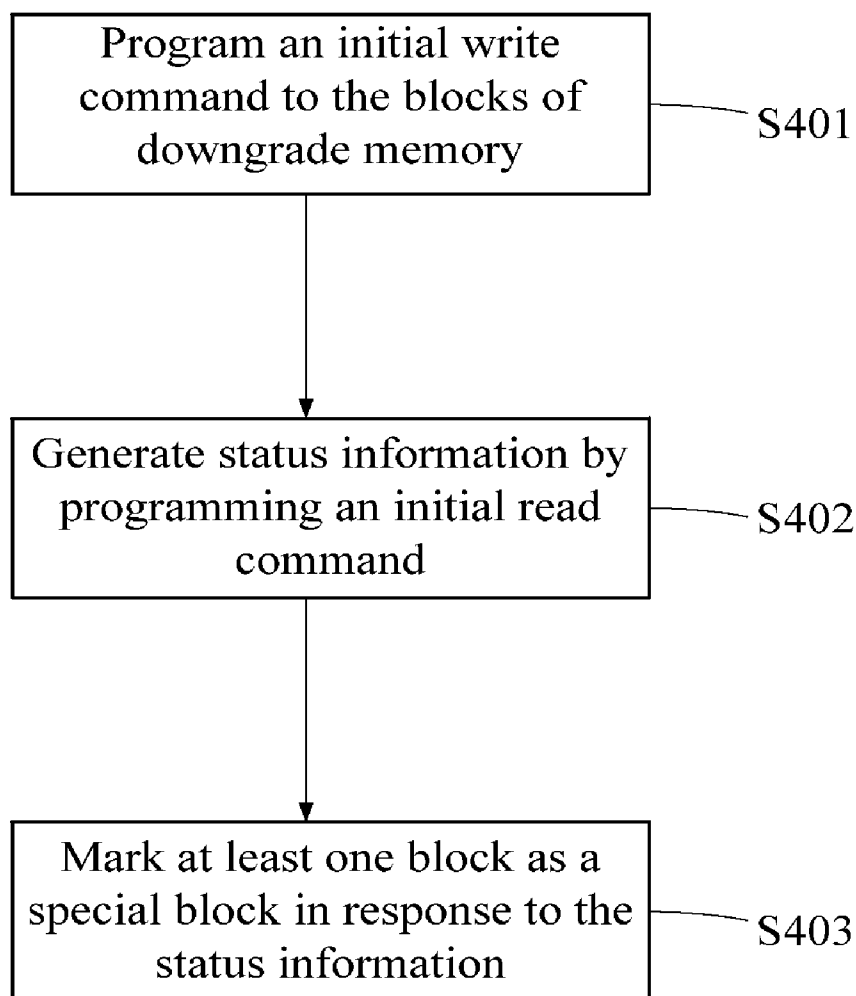 Program an initial write
command to the blocks of
downgrade memory
S401
Generate status information by
programming an initial read
command
S402
Mark at least one block as a
special block in response to the
status information
S403